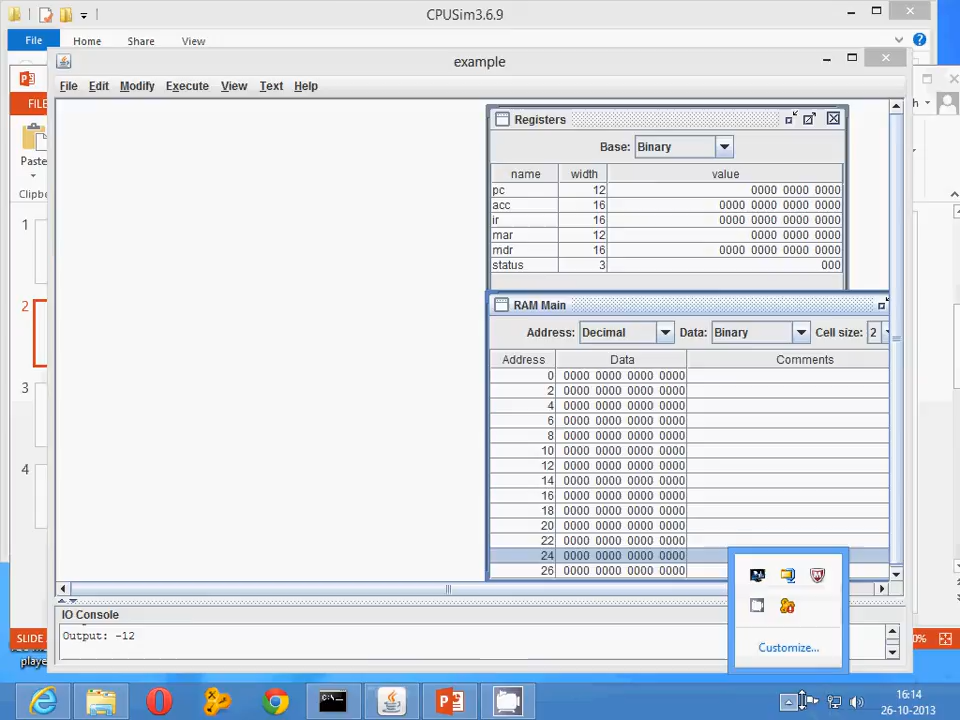 CPUSim3.6.9
File Home Share View
example
FILE
File Edit Modify Execute View Text Help
Paste
Clipb
Registers
Base: Binary
name width value
pc 12 0000 0000 0000
acc 16 0000 0000 0000 0000
ir 16 0000 0000 0000 0000
mar 12 0000 0000 0000
mdr 16 0000 0000 0000 0000
status 3 000
RAM Main
Address: Decimal Data: Binary Cell size: 2
Address Data Comments
0 0000 0000 0000 0000
2 0000 0000 0000 0000
4 0000 0000 0000 0000
6 0000 0000 0000 0000
8 0000 0000 0000 0000
10 0000 0000 0000 0000
12 0000 0000 0000 0000
14 0000 0000 0000 0000
16 0000 0000 0000 0000
18 0000 0000 0000 0000
20 0000 0000 0000 0000
22 0000 0000 0000 0000
24 0000 0000 0000 0000
26 0000 0000 0000 0000
1
2
3
4
IO Console
Output: -12
Customize...
SLIDE
playe
0%
16:14
26-10-2013